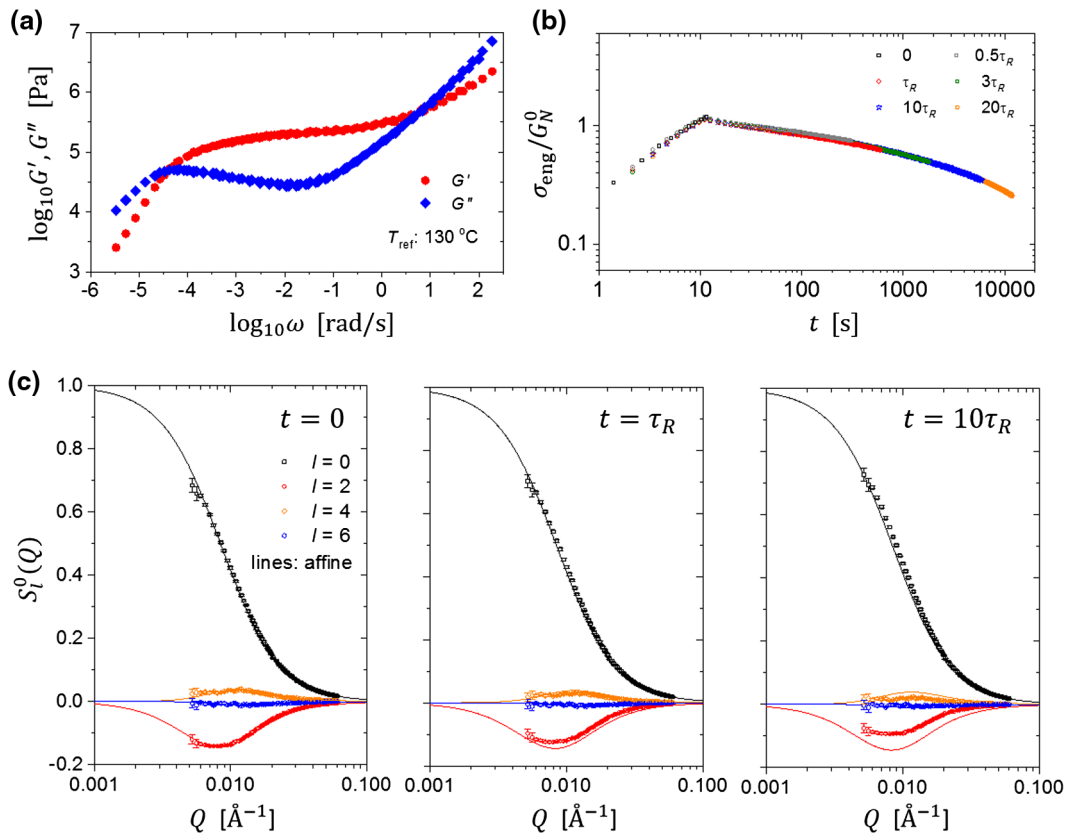 (a)
7
6
5
4
3
log₁₀G′, G″ [Pa]
G'
G"
Tref: 130 °C
-6 -5 -4 -3 -2 -1 0 1 2
log₁₀ω [rad/s]
(b)
1
0.1
σeng/G⁰N
0 0.5τR
τR 3τR
10τR 20τR
1 10 100 1000 10000
t [s]
(c)
1.0
0.8
0.6
0.4
0.2
0.0
-0.2
S⁰l(Q)
t = 0
l = 0
l = 2
l = 4
l = 6
lines: affine
0.001 0.010
Q [Å⁻¹]
t = τR
0.001 0.010
Q [Å⁻¹]
t = 10τR
0.001 0.010 0.100
Q [Å⁻¹]